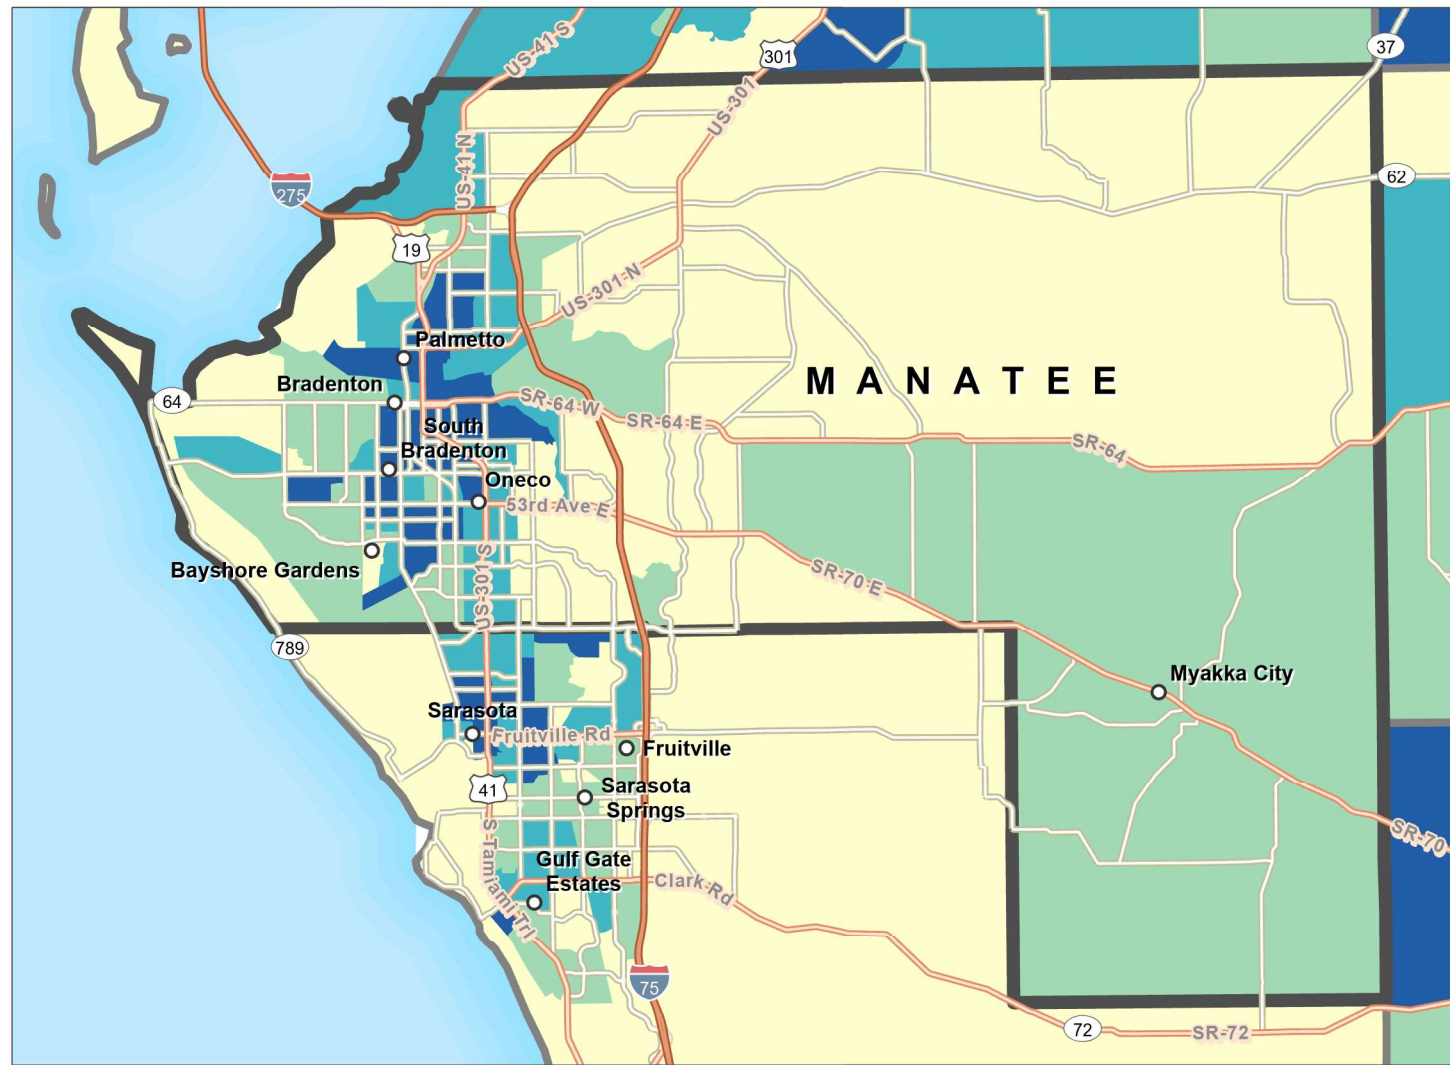 37
301
US-41 S
US-301
US-41 N
62
275
19
US-301 N
Palmetto
MANATEE
Bradenton
64
SR-64 W
SR-64 E
South
Bradenton
SR-64
Oneco
53rd Ave E
Bayshore Gardens
US-301 S
SR-70 E
789
Myakka City
Sarasota
Fruitville Rd
Fruitville
41
Sarasota
Springs
SR-70
S Tamiami Trl
Gulf Gate
Estates
Clark Rd
75
72
SR-72